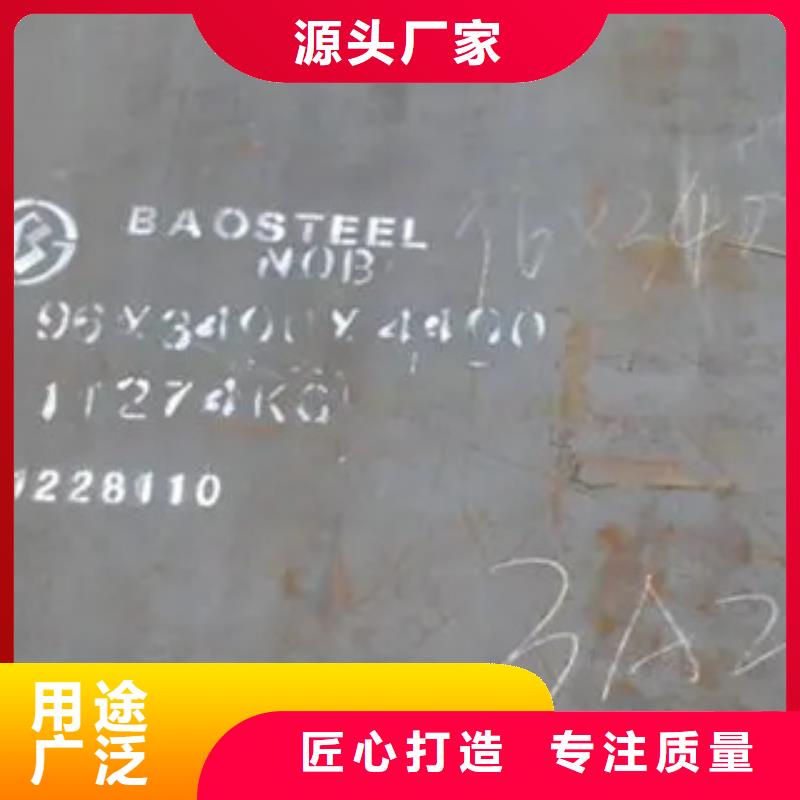 源头厂家
BAOSTEEL
NOB
96X3400X4400
11274KG
1228110
3A2
用途
广泛
匠心打造 专注质量